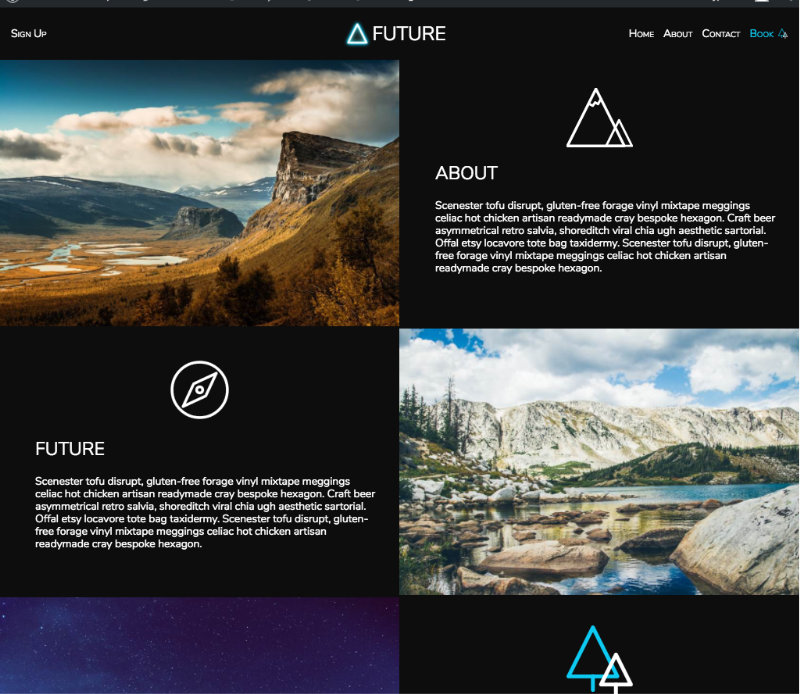 Sign Up
FUTURE
Home About Contact Book
ABOUT
Scenester tofu disrupt, gluten-free forage vinyl mixtape meggings
celiac hot chicken artisan readymade cray bespoke hexagon. Craft beer
asymmetrical retro salvia, shoreditch viral chia ugh aesthetic sartorial.
Offal etsy locavore tote bag taxidermy. Scenester tofu disrupt, gluten-
free forage vinyl mixtape meggings celiac hot chicken artisan
readymade cray bespoke hexagon.
FUTURE
Scenester tofu disrupt, gluten-free forage vinyl mixtape meggings
celiac hot chicken artisan readymade cray bespoke hexagon. Craft beer
asymmetrical retro salvia, shoreditch viral chia ugh aesthetic sartorial.
Offal etsy locavore tote bag taxidermy. Scenester tofu disrupt, gluten-
free forage vinyl mixtape meggings celiac hot chicken artisan
readymade cray bespoke hexagon.